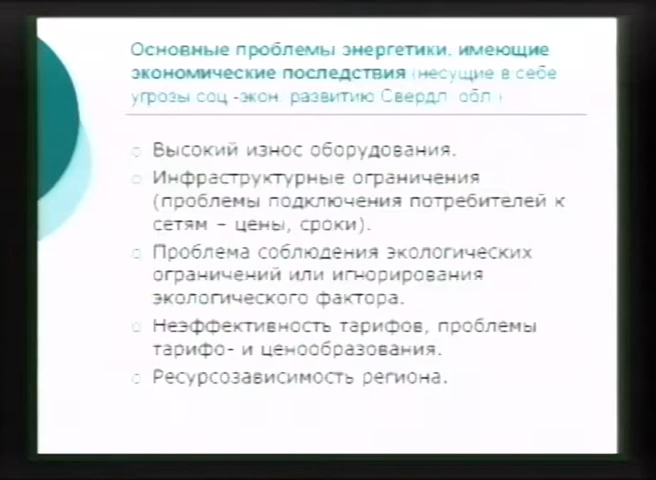 Основные проблемы энергетики, имеющие
экономические последствия (несущие в себе
угрозы соц.-экон. развитию Свердл. обл.)
Высокий износ оборудования.
Инфраструктурные ограничения
(проблемы подключения потребителей к
сетям – цены, сроки).
Проблема соблюдения экологических
ограничений или игнорирования
экологического фактора.
Неэффективность тарифов, проблемы
тарифо- и ценообразования.
Ресурсозависимость региона.